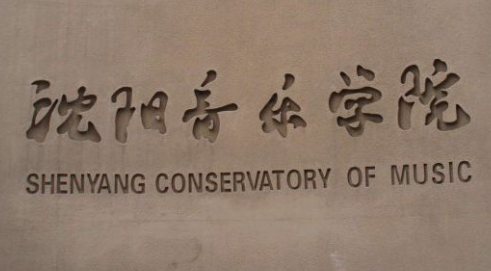 沈阳音乐学院
SHENYANG CONSERVATORY OF MUSIC